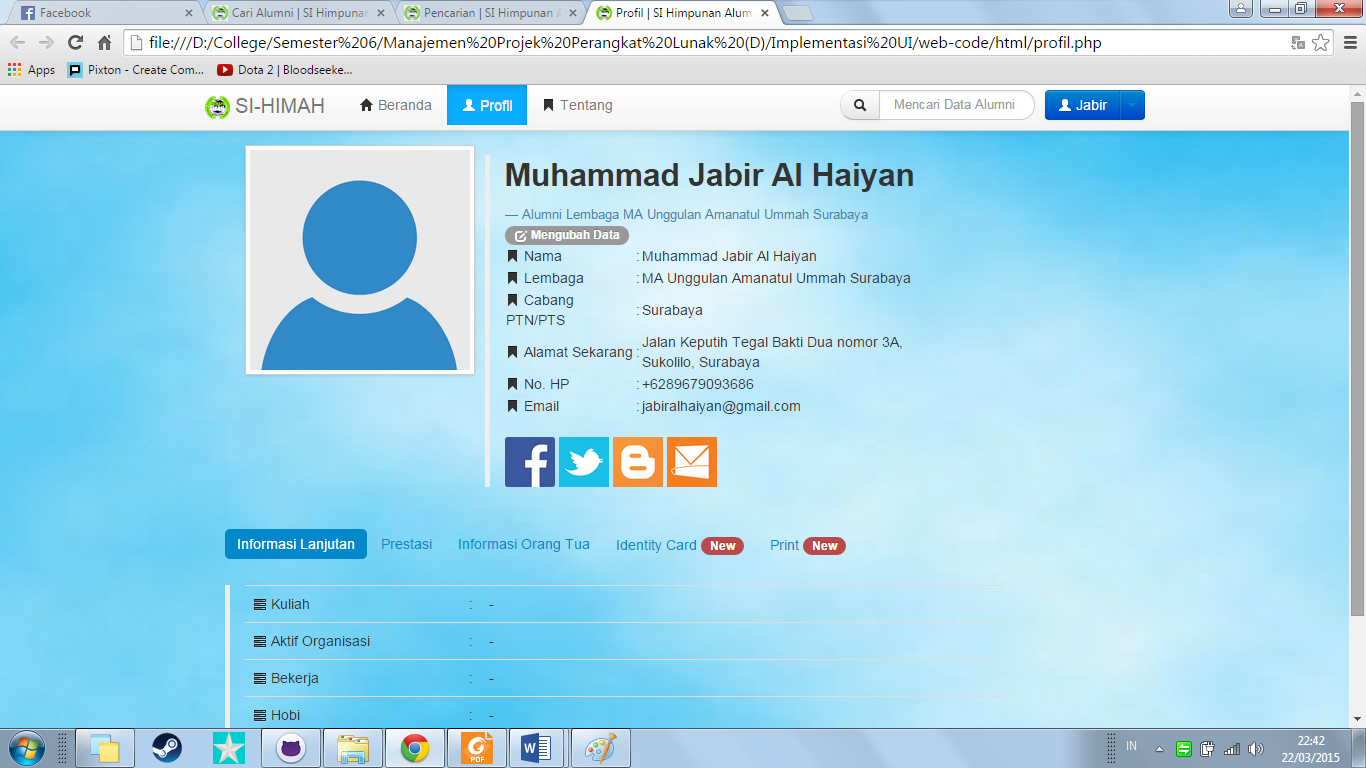 Facebook
Cari Alumni | SI Himpunan
Pencarian | SI Himpunan A
Profil | SI Himpunan Alum
file:///D:/College/Semester%206/Manajemen%20Projek%20Perangkat%20Lunak%20(D)/Implementasi%20UI/web-code/html/profil.php
Apps
Pixton - Create Com...
Dota 2 | Bloodseeke...
SI-HIMAH
Beranda
Profil
Tentang
Mencari Data Alumni
Jabir
Muhammad Jabir Al Haiyan
— Alumni Lembaga MA Unggulan Amanatul Ummah Surabaya
Mengubah Data
Nama : Muhammad Jabir Al Haiyan
Lembaga : MA Unggulan Amanatul Ummah Surabaya
Cabang
PTN/PTS : Surabaya
Alamat Sekarang : Jalan Keputih Tegal Bakti Dua nomor 3A,
Sukolilo, Surabaya
No. HP : +6289679093686
Email : jabiralhaiyan@gmail.com
Informasi Lanjutan
Prestasi
Informasi Orang Tua
Identity Card New
Print New
Kuliah : -
Aktif Organisasi : -
Bekerja : -
Hobi : -
PDF
IN
22:42
22/03/2015